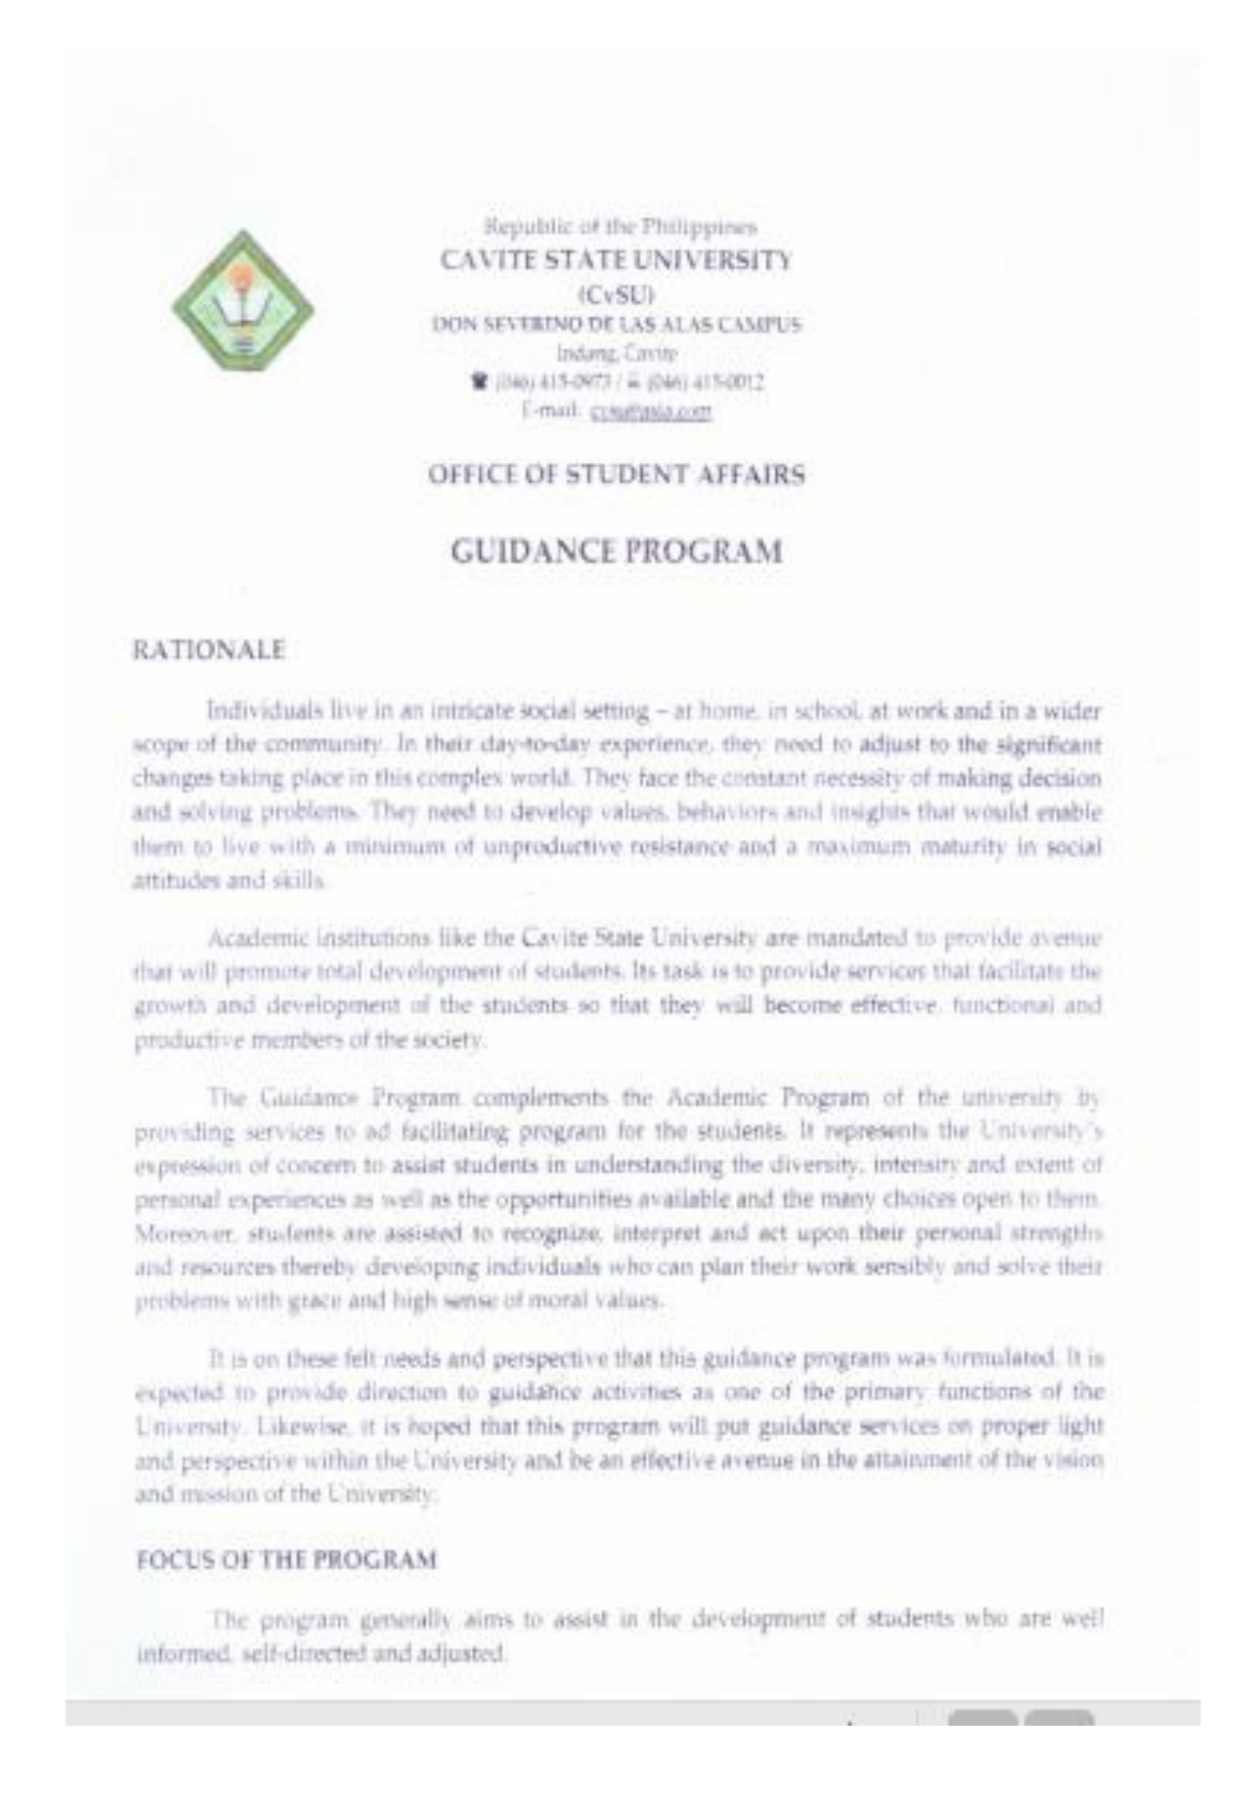 Republic of the Philippines
CAVITE STATE UNIVERSITY
(CvSU)
DON SEVERINO DE LAS ALAS CAMPUS
Indang, Cavite
(046) 415-0973 / (046) 415-0012
E-mail:
OFFICE OF STUDENT AFFAIRS
GUIDANCE PROGRAM
RATIONALE
Individuals live in an intricate social setting – at home, in school, at work and in a wider
scope of the community. In their day-to-day experience, they need to adjust to the significant
changes taking place in this complex world. They face the constant necessity of making decision
and solving problems. They need to develop values, behaviors and insights that would enable
them to live with a minimum of unproductive resistance and a maximum maturity in social
attitudes and skills.
Academic institutions like the Cavite State University are mandated to provide avenue
that will promote total development of students. Its task is to provide services that facilitate the
growth and development of the students so that they will become effective, functional and
productive members of the society.
The Guidance Program complements the Academic Program of the university by
providing services to ad facilitating program for the students. It represents the University's
expression of concern to assist students in understanding the diversity, intensity and extent of
personal experiences as well as the opportunities available and the many choices open to them.
Moreover, students are assisted to recognize, interpret and act upon their personal strengths
and resources thereby developing individuals who can plan their work sensibly and solve their
problems with grace and high sense of moral values.
It is on these felt needs and perspective that this guidance program was formulated. It is
expected to provide direction to guidance activities as one of the primary functions of the
University. Likewise, it is hoped that this program will put guidance services on proper light
and perspective within the University and be an effective avenue in the attainment of the vision
and mission of the University.
FOCUS OF THE PROGRAM
The program generally aims to assist in the development of students who are well
informed, self-directed and adjusted.